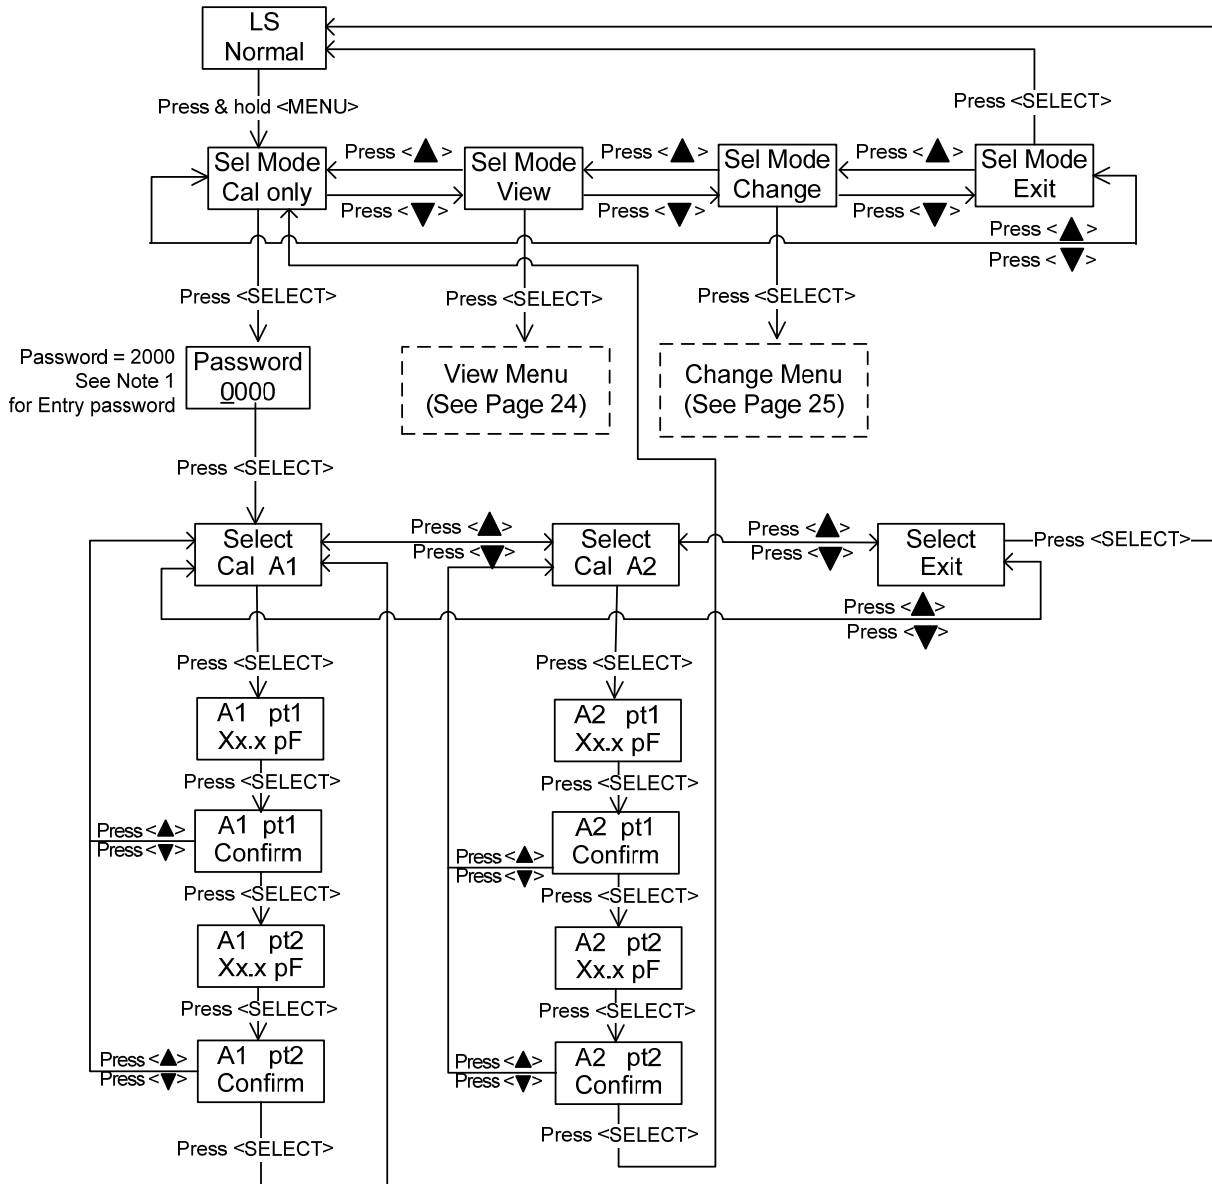 LS
Normal
Press & hold <MENU>
Press <SELECT>
Sel Mode
Cal only
Press <▲>
Press <▼>
Sel Mode
View
Press <▲>
Press <▼>
Sel Mode
Change
Press <▲>
Press <▼>
Sel Mode
Exit
Press <▲>
Press <▼>
Press <SELECT>
Press <SELECT>
Press <SELECT>
Password = 2000
See Note 1
for Entry password
Password
0000
View Menu
(See Page 24)
Change Menu
(See Page 25)
Press <SELECT>
Select
Cal A1
Press <▲>
Press <▼>
Select
Cal A2
Press <▲>
Press <▼>
Select
Exit
Press <SELECT>
Press <▲>
Press <▼>
Press <SELECT>
Press <SELECT>
A1 pt1
Xx.x pF
A2 pt1
Xx.x pF
Press <SELECT>
Press <SELECT>
Press <▲>
Press <▼>
A1 pt1
Confirm
Press <▲>
Press <▼>
A2 pt1
Confirm
Press <SELECT>
Press <SELECT>
A1 pt2
Xx.x pF
A2 pt2
Xx.x pF
Press <SELECT>
Press <SELECT>
Press <▲>
Press <▼>
A1 pt2
Confirm
Press <▲>
Press <▼>
A2 pt2
Confirm
Press <SELECT>
Press <SELECT>